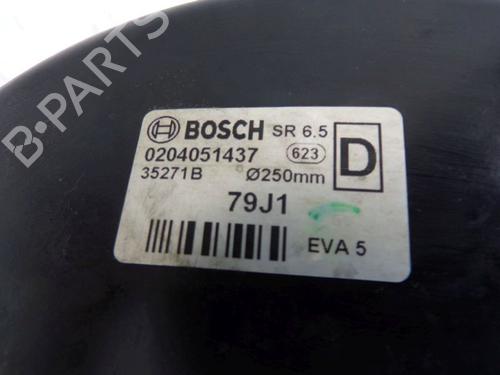 BOSCH SR 6.5
0204051437 623 D
35271B Ø250mm
79J1
EVA 5
B-PARTS